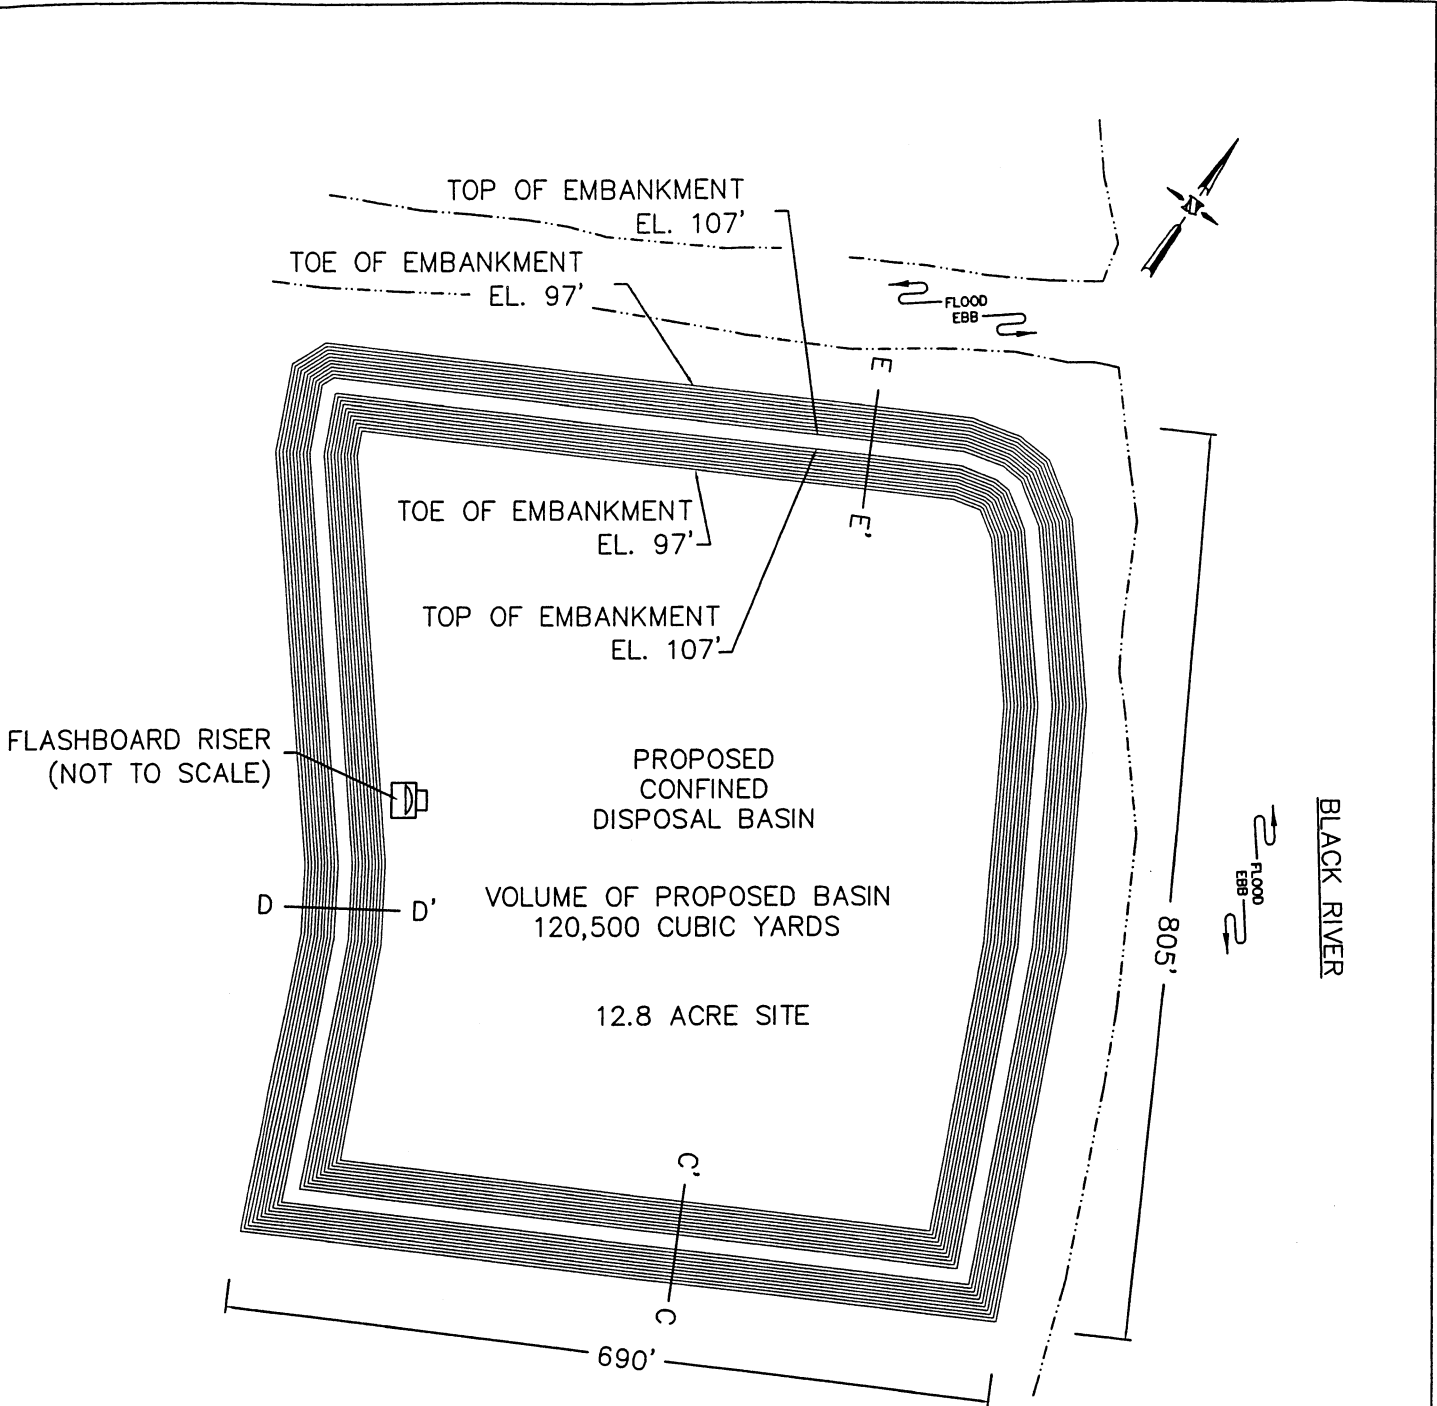 TOP OF EMBANKMENT
EL. 107'
TOE OF EMBANKMENT
EL. 97'
N
FLOOD
EBB
E
E'
TOE OF EMBANKMENT
EL. 97'
TOP OF EMBANKMENT
EL. 107'
FLASHBOARD RISER
(NOT TO SCALE)
PROPOSED
CONFINED
DISPOSAL BASIN
VOLUME OF PROPOSED BASIN
120,500 CUBIC YARDS
12.8 ACRE SITE
D
D'
C'
C
690'
805'
FLOOD
EBB
BLACK RIVER